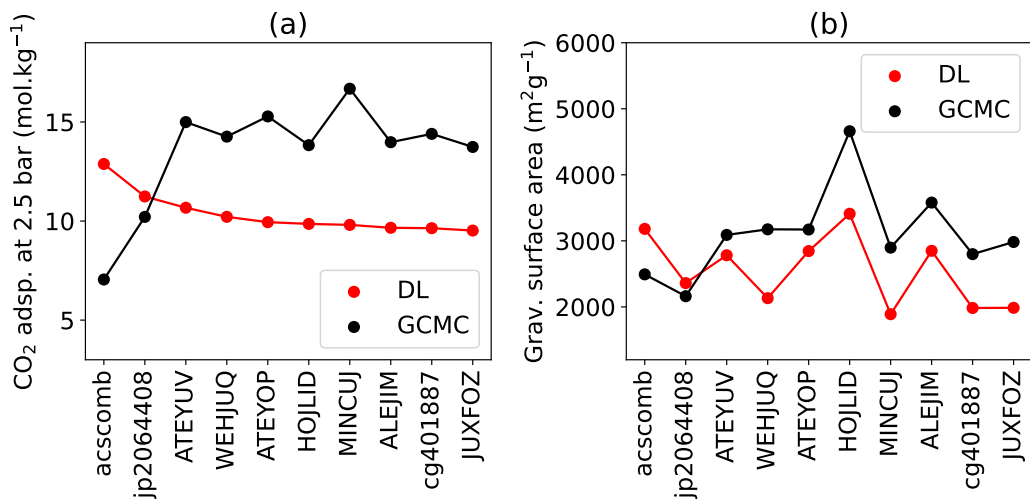 (a)
CO₂ adsp. at 2.5 bar (mol.kg⁻¹)
15
10
5
DL
GCMC
acscomb
jp2064408
ATEYUV
WEHJUQ
ATEYOP
HOJLID
MINCUJ
ALEJIM
cg401887
JUXFOZ
(b)
Grav. surface area (m²g⁻¹)
6000
5000
4000
3000
2000
DL
GCMC
acscomb
jp2064408
ATEYUV
WEHJUQ
ATEYOP
HOJLID
MINCUJ
ALEJIM
cg401887
JUXFOZ